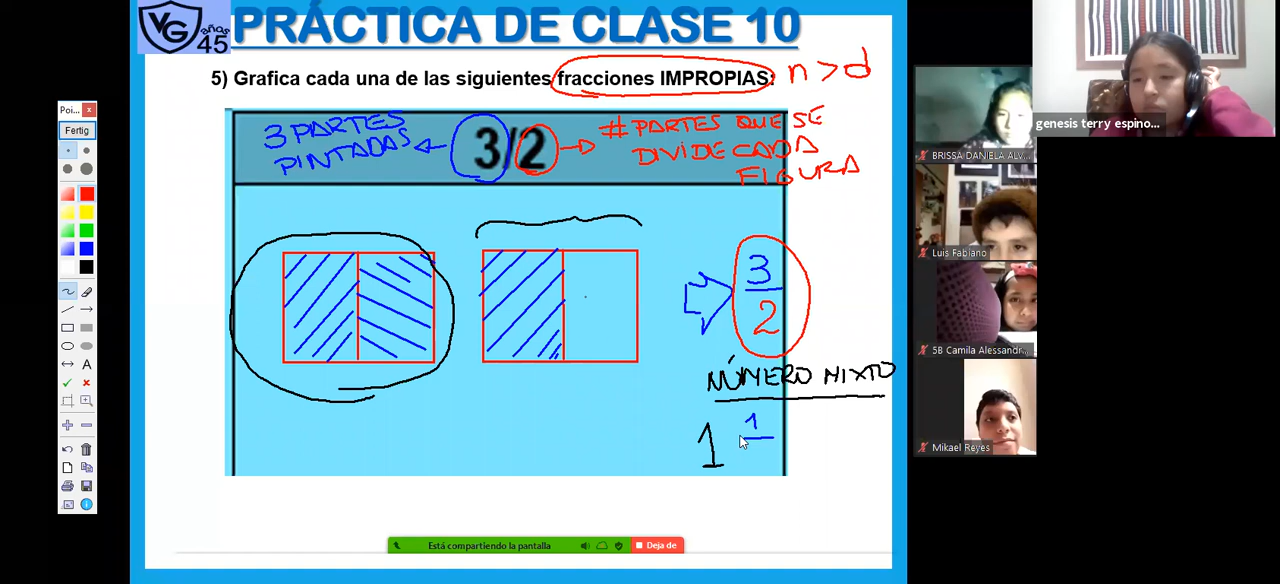 VG
años
45
PRÁCTICA DE CLASE 10
5) Grafica cada una de las siguientes fracciones IMPROPIAS: n > d
3 PARTES
PINTADAS
3/2
# PARTES QUE SE
DIVIDE CADA
FIGURA
3
2
NÚMERO MIXTO
1 1
Poi...
Fertig
A
Está compartiendo la pantalla
Deja de
genesis terry espino...
BRISSA DANIELA ALV...
Luis Fabiano
5B Camila Alessandr...
Mikael Reyes